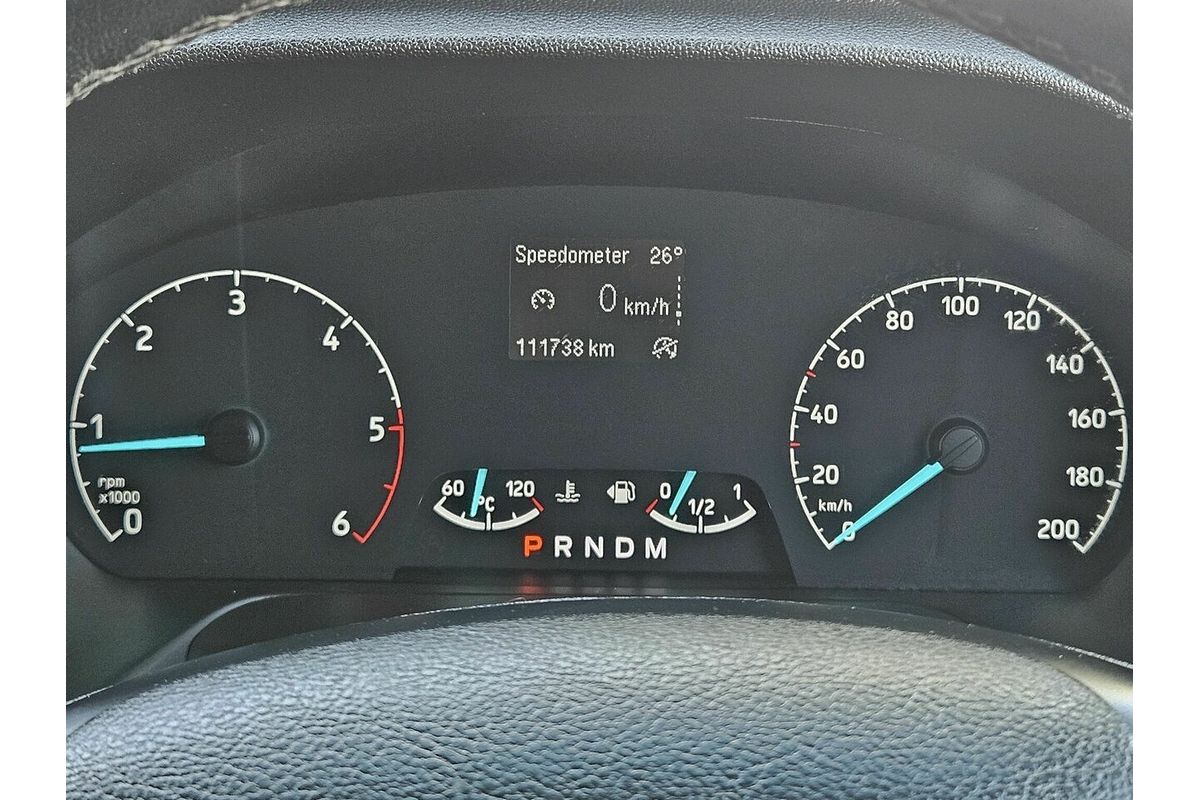 Speedometer 26°
0 km/h
111738 km
0 1 2 3 4 5 6
rpm
x1000
0 20 40 60 80 100 120 140 160 180 200
km/h
60 °C 120
0 1/2 1
P R N D M